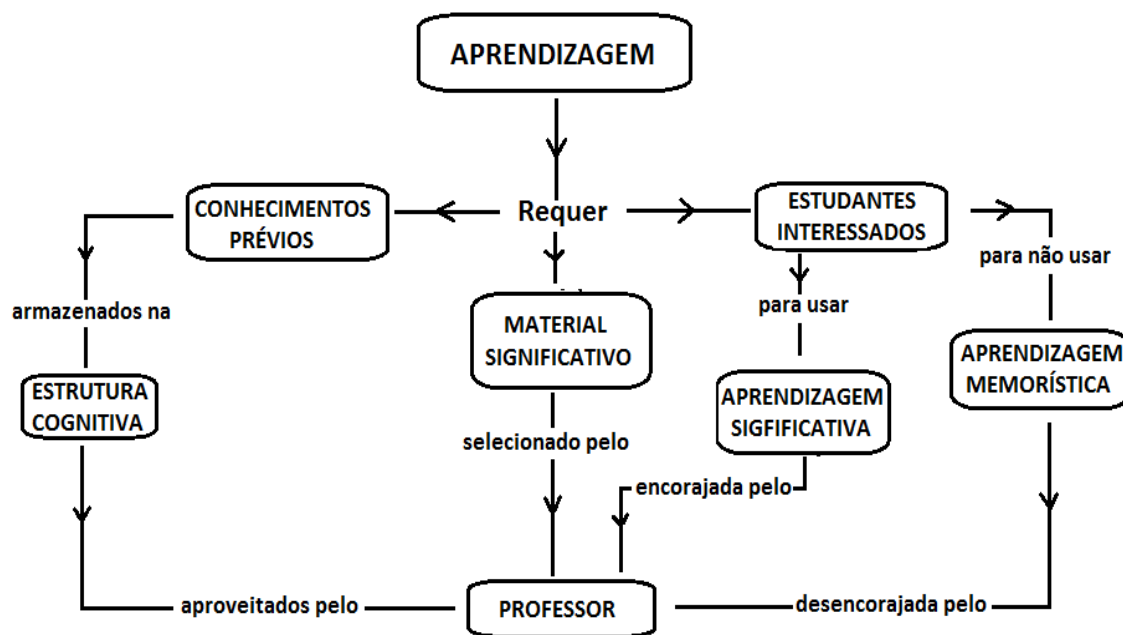 APRENDIZAGEM
CONHECIMENTOS
PRÉVIOS
Requer
ESTUDANTES
INTERESSADOS
para não usar
armazenados na
para usar
MATERIAL
SIGNIFICATIVO
APRENDIZAGEM
MEMORÍSTICA
ESTRUTURA
COGNITIVA
APRENDIZAGEM
SIGFIFICATIVA
selecionado pelo
encorajada pelo
aproveitados pelo
PROFESSOR
desencorajada pelo